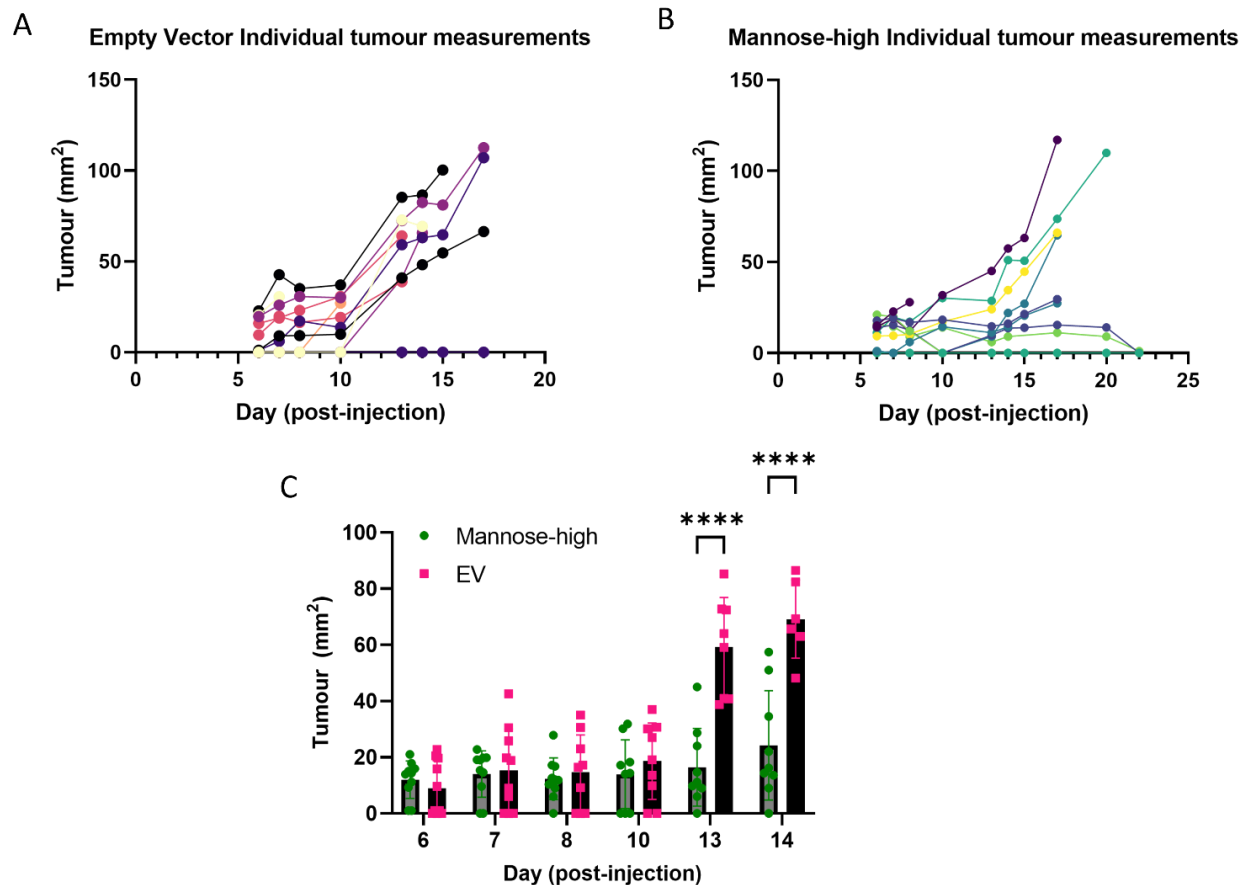 A
Empty Vector Individual tumour measurements
150
100
50
0
Tumour (mm²)
0 5 10 15 20
Day (post-injection)
B
Mannose-high Individual tumour measurements
150
100
50
0
Tumour (mm²)
0 5 10 15 20 25
Day (post-injection)
C
****
****
Mannose-high
EV
100
80
60
40
20
0
Tumour (mm²)
6 7 8 10 13 14
Day (post-injection)